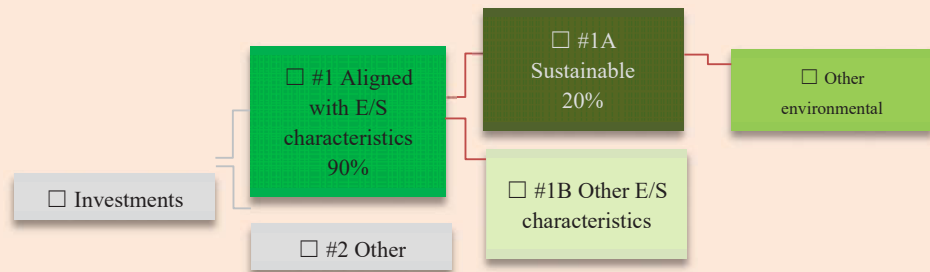 ☐ Investments
☐ #1 Aligned
with E/S
characteristics
90%
☐ #2 Other
☐ #1A
Sustainable
20%
☐ #1B Other E/S
characteristics
☐ Other
environmental